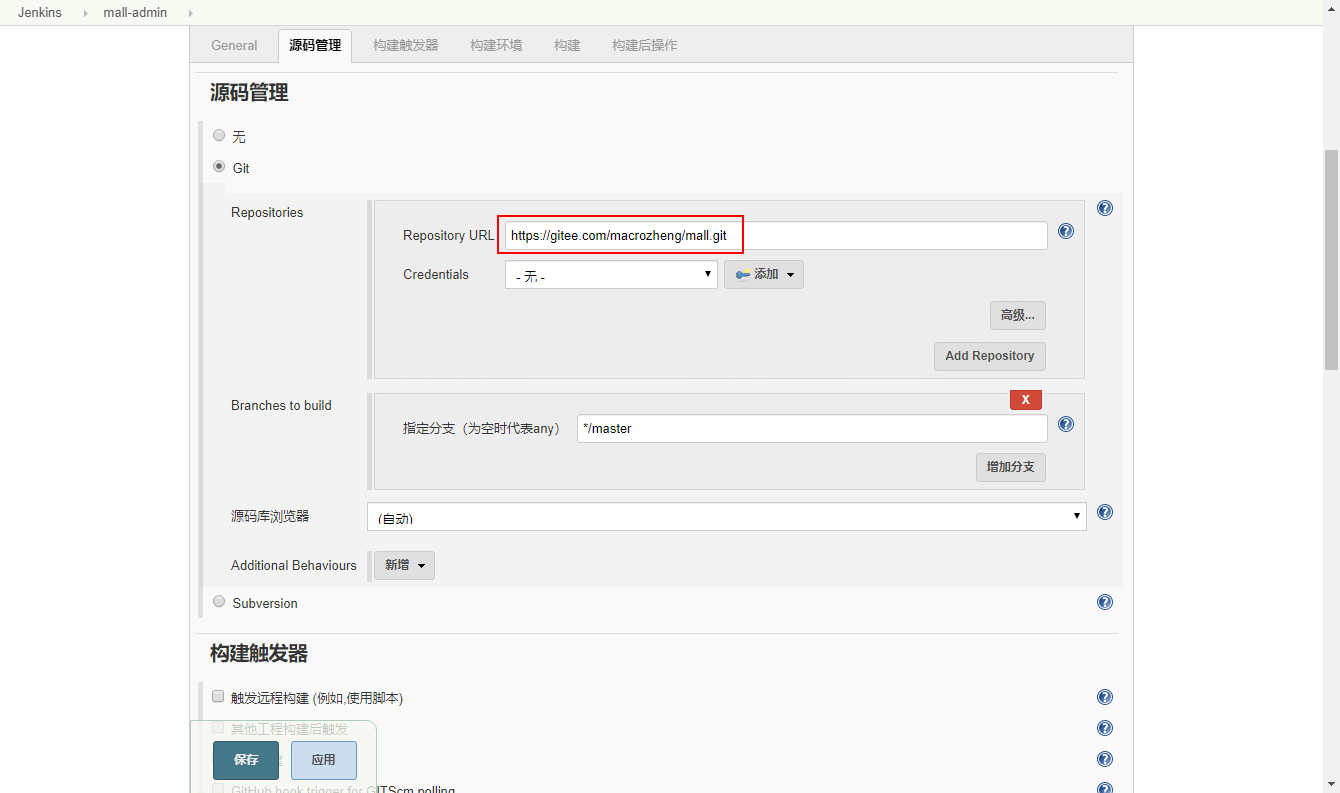 Jenkins mall-admin
General 源码管理 构建触发器 构建环境 构建 构建后操作
源码管理
无
Git
Repositories
Repository URL https://gitee.com/macrozheng/mall.git
Credentials - 无 - 添加
高级...
Add Repository
Branches to build
X
指定分支（为空时代表any） */master
增加分支
源码库浏览器 (自动)
Additional Behaviours 新增
Subversion
构建触发器
触发远程构建 (例如,使用脚本)
其他工程构建后触发
保存 应用
GitHub hook trigger for GITScm polling